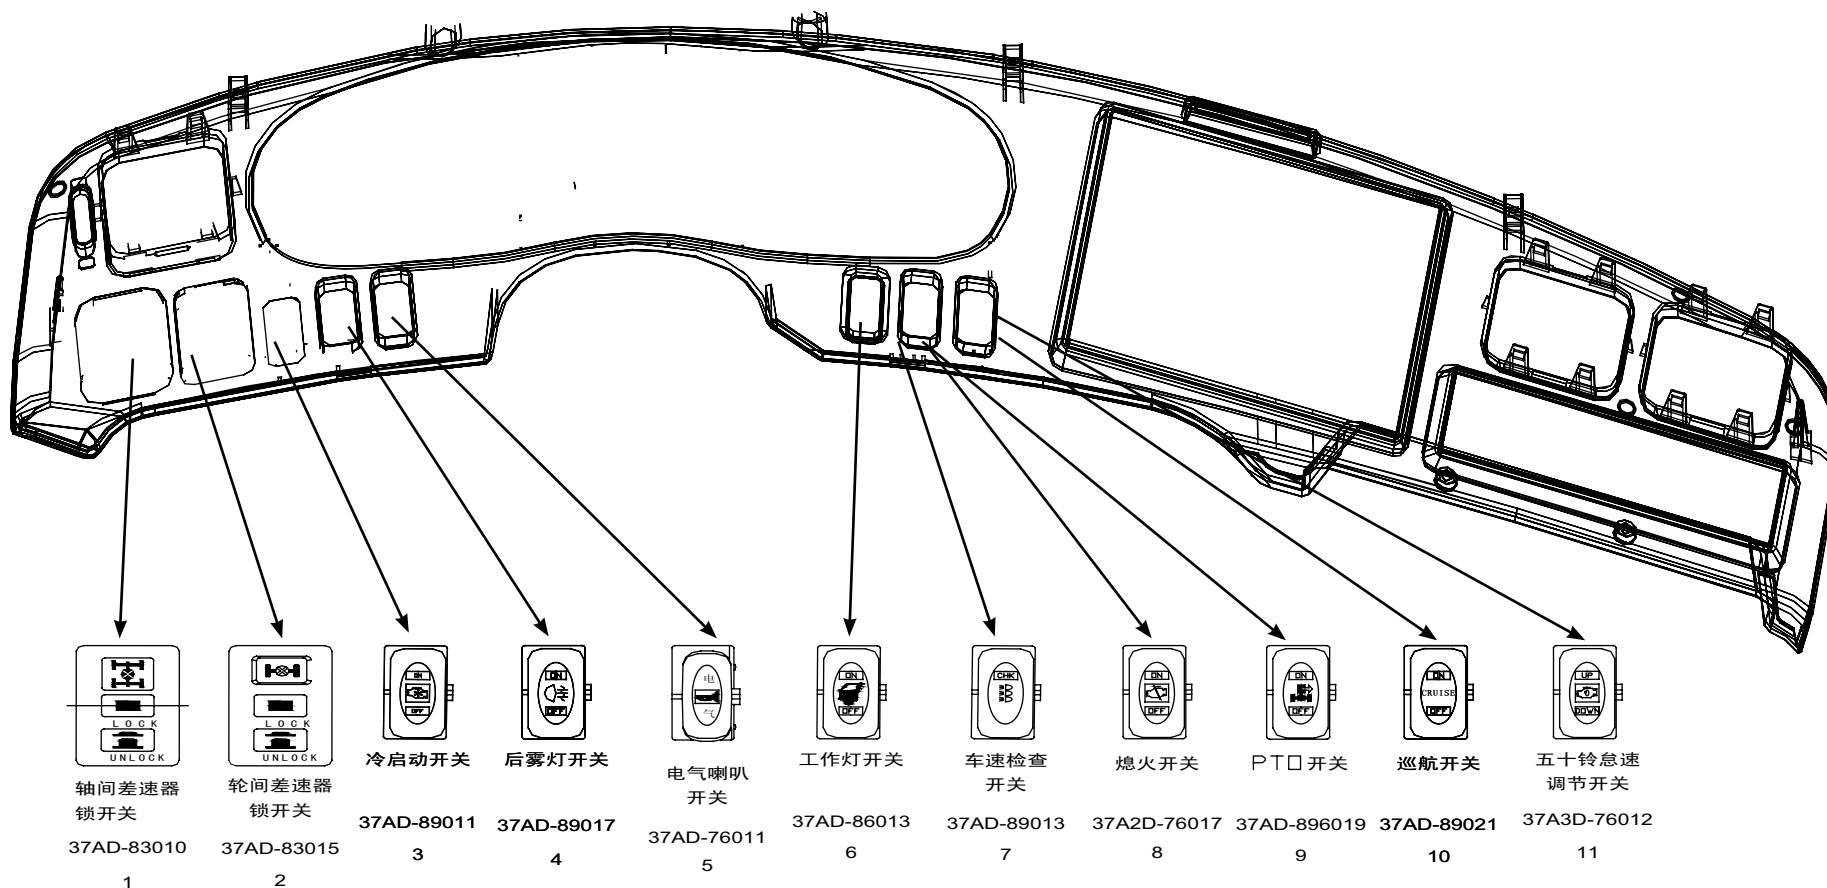 LOCK
UNLOCK
轴间差速器
锁开关
37AD-83010
1
LOCK
UNLOCK
轮间差速器
锁开关
37AD-83015
2
ON
OFF
冷启动开关
37AD-89011
3
ON
OFF
后雾灯开关
37AD-89017
4
电
气
电气喇叭
开关
37AD-76011
5
ON
OFF
工作灯开关
37AD-86013
6
CHK
车速检查
开关
37AD-89013
7
ON
OFF
熄火开关
37A2D-76017
8
ON
OFF
PTO开关
37AD-896019
9
ON
CRUISE
OFF
巡航开关
37AD-89021
10
UP
DOWN
五十铃怠速
调节开关
37A3D-76012
11